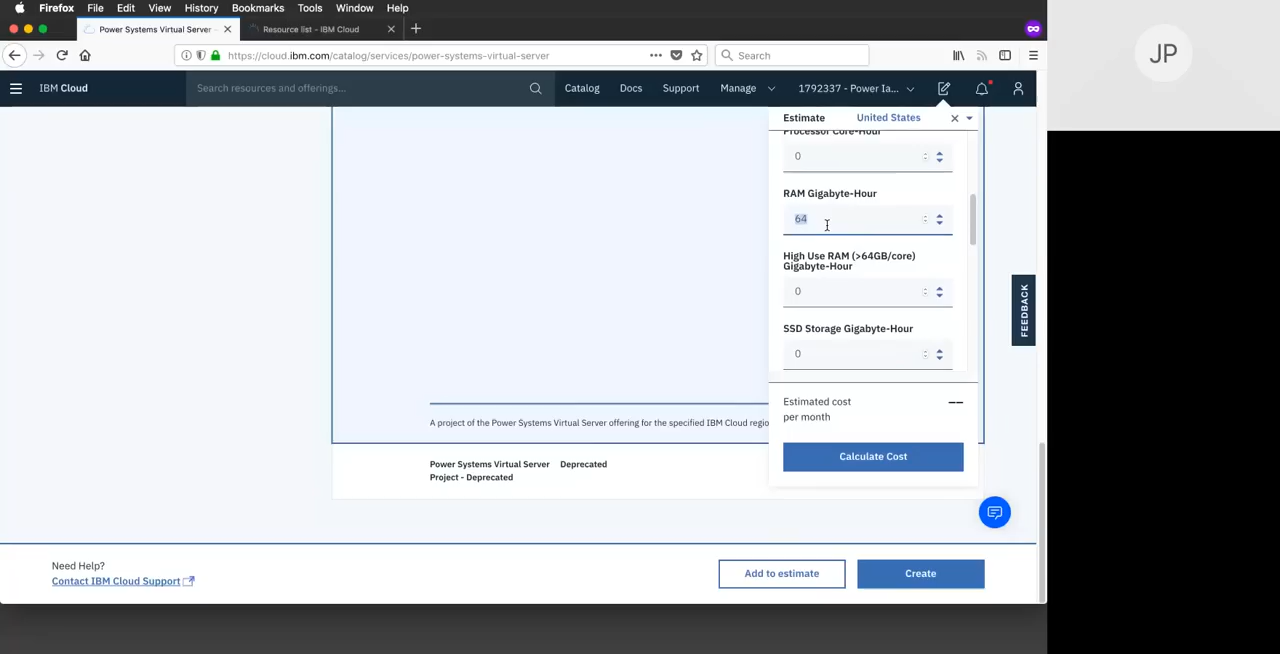 Firefox File Edit View History Bookmarks Tools Window Help
Power Systems Virtual Server
Resource list - IBM Cloud
https://cloud.ibm.com/catalog/services/power-systems-virtual-server
Search
IBM Cloud
Search resources and offerings...
Catalog Docs Support Manage 1792337 - Power Ia...
JP
Estimate United States
Processor Core-Hour
0
RAM Gigabyte-Hour
64
High Use RAM (>64GB/core)
Gigabyte-Hour
0
SSD Storage Gigabyte-Hour
0
FEEDBACK
Estimated cost
per month
--
Calculate Cost
A project of the Power Systems Virtual Server offering for the specified IBM Cloud regio
Power Systems Virtual Server
Project - Deprecated
Deprecated
Need Help?
Contact IBM Cloud Support
Add to estimate
Create